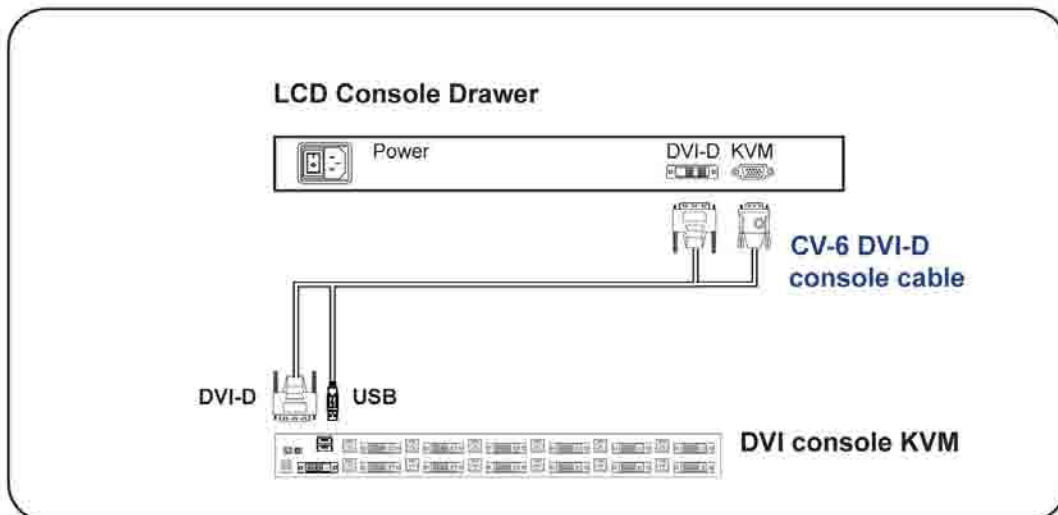 LCD Console Drawer
Power
DVI-D KVM
CV-6 DVI-D
console cable
DVI-D
USB
DVI console KVM